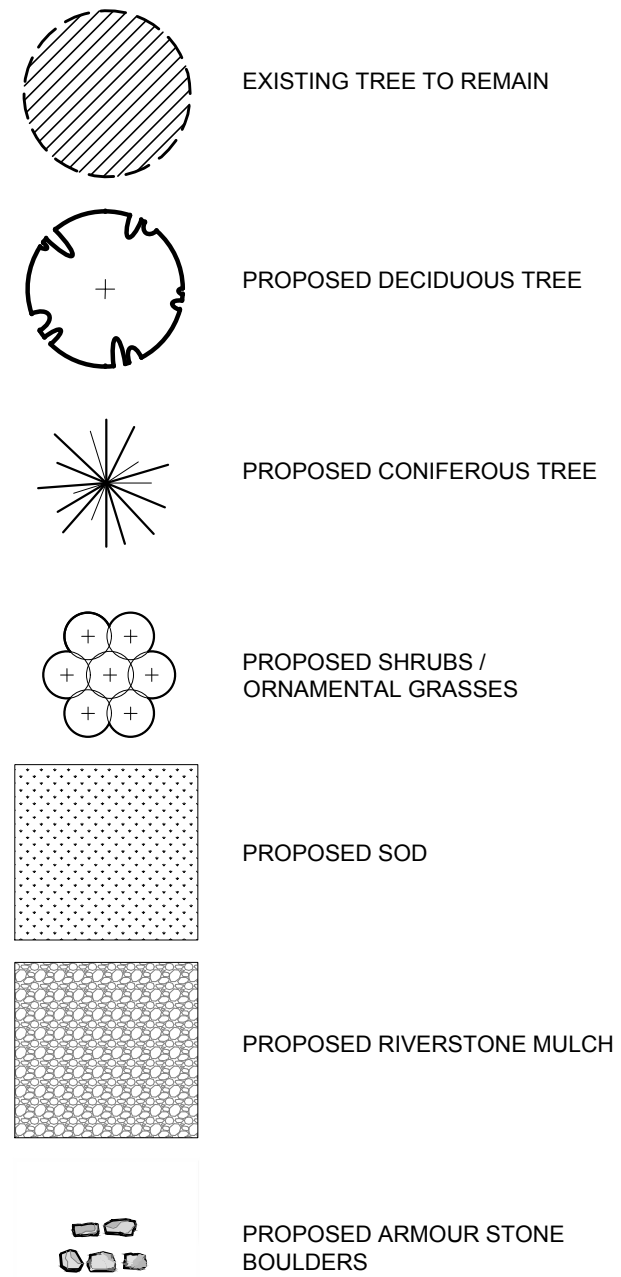 EXISTING TREE TO REMAIN
PROPOSED DECIDUOUS TREE
PROPOSED CONIFEROUS TREE
PROPOSED SHRUBS /
ORNAMENTAL GRASSES
PROPOSED SOD
PROPOSED RIVERSTONE MULCH
PROPOSED ARMOUR STONE
BOULDERS